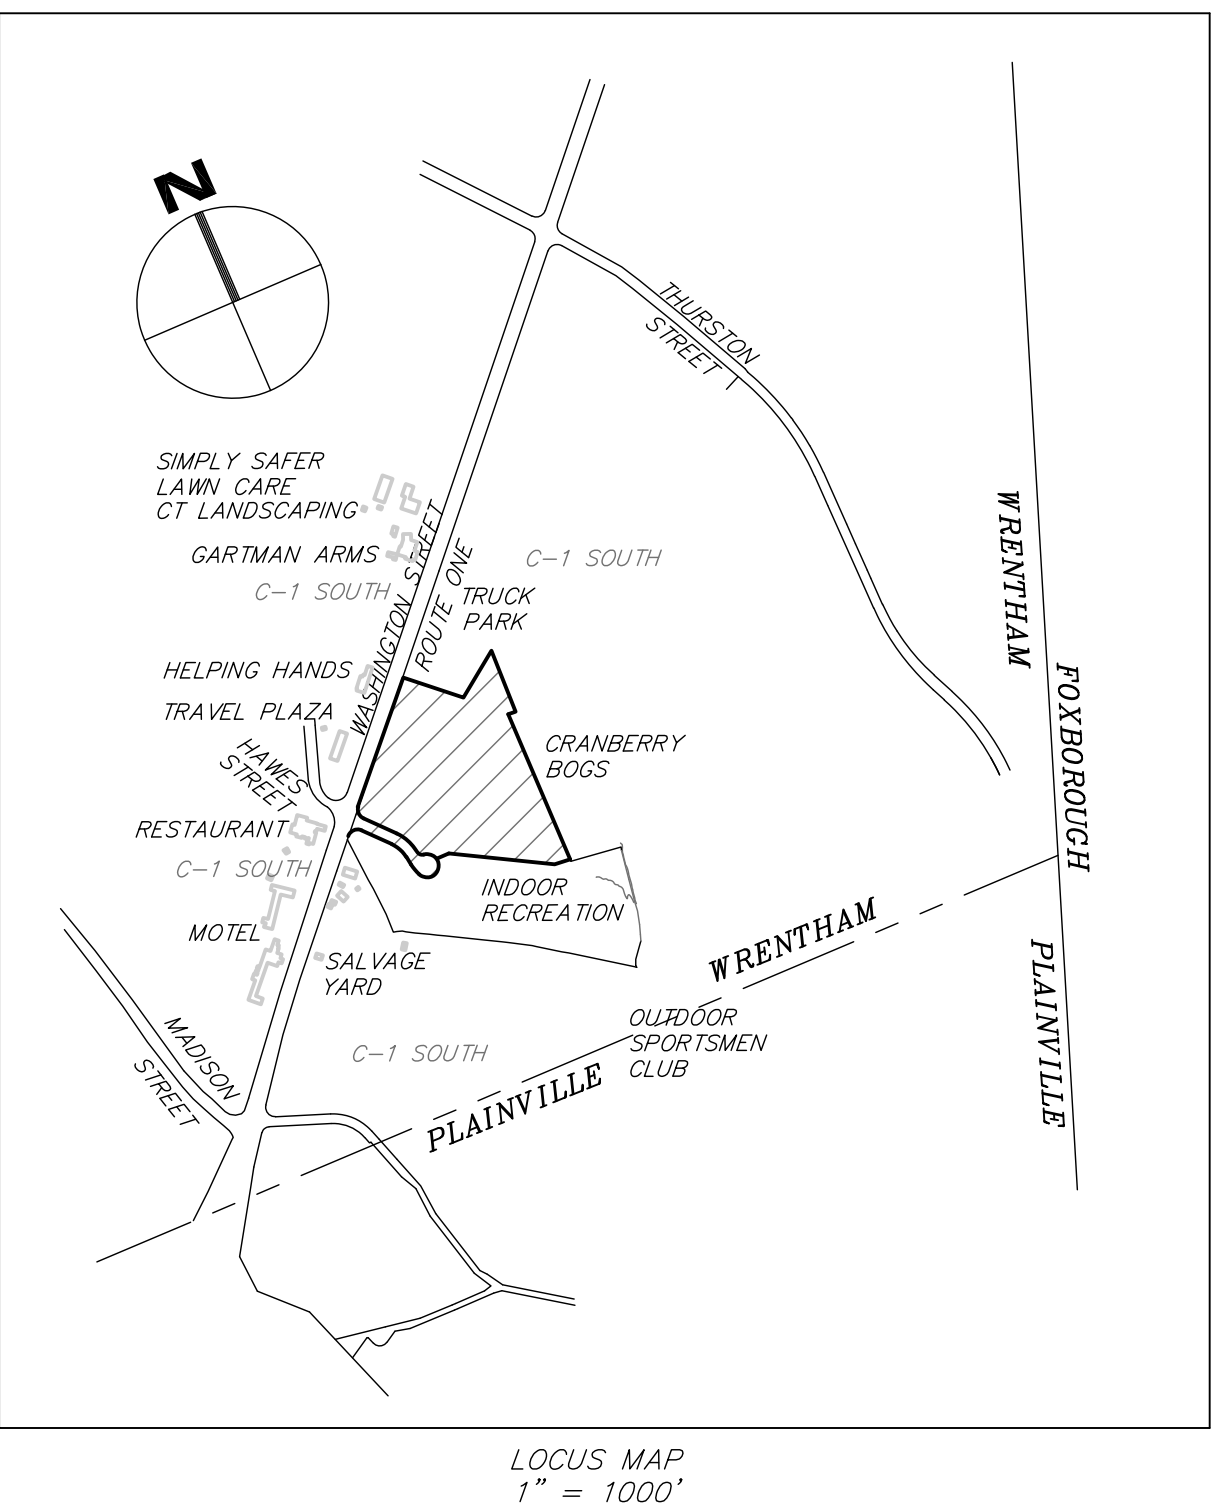 N
THURSTON
STREET
SIMPLY SAFER
LAWN CARE
CT LANDSCAPING
GARTMAN ARMS
C-1 SOUTH
C-1 SOUTH
WASHINGTON STREET
ROUTE ONE
TRUCK
PARK
WRENTHAM
FOXBOROUGH
HELPING HANDS
TRAVEL PLAZA
HAWES
STREET
CRANBERRY
BOGS
RESTAURANT
C-1 SOUTH
INDOOR
RECREATION
MOTEL
SALVAGE
YARD
WRENTHAM
PLAINVILLE
OUTDOOR
SPORTSMEN
CLUB
C-1 SOUTH
MADISON
STREET
PLAINVILLE
LOCUS MAP
1" = 1000'